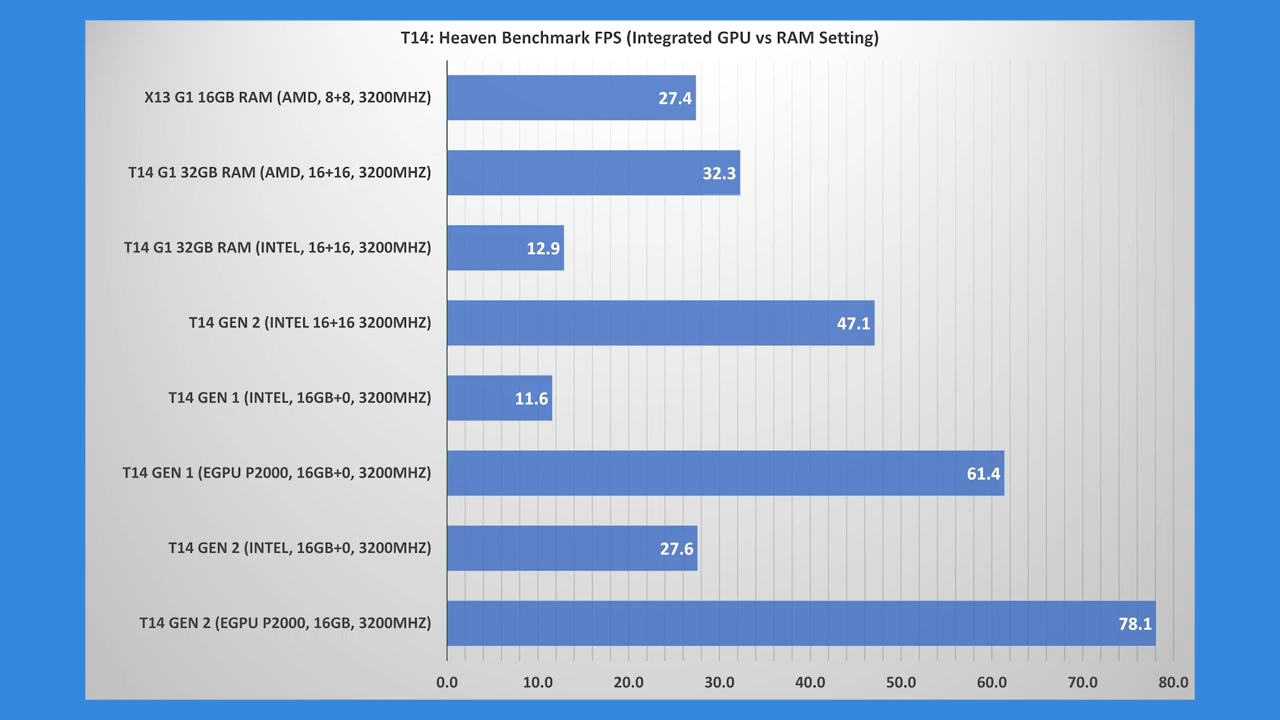 T14: Heaven Benchmark FPS (Integrated GPU vs RAM Setting)
X13 G1 16GB RAM (AMD, 8+8, 3200MHZ) 27.4
T14 G1 32GB RAM (AMD, 16+16, 3200MHZ) 32.3
T14 G1 32GB RAM (INTEL, 16+16, 3200MHZ) 12.9
T14 GEN 2 (INTEL 16+16 3200MHZ) 47.1
T14 GEN 1 (INTEL, 16GB+0, 3200MHZ) 11.6
T14 GEN 1 (EGPU P2000, 16GB+0, 3200MHZ) 61.4
T14 GEN 2 (INTEL, 16GB+0, 3200MHZ) 27.6
T14 GEN 2 (EGPU P2000, 16GB, 3200MHZ) 78.1
0.0 10.0 20.0 30.0 40.0 50.0 60.0 70.0 80.0